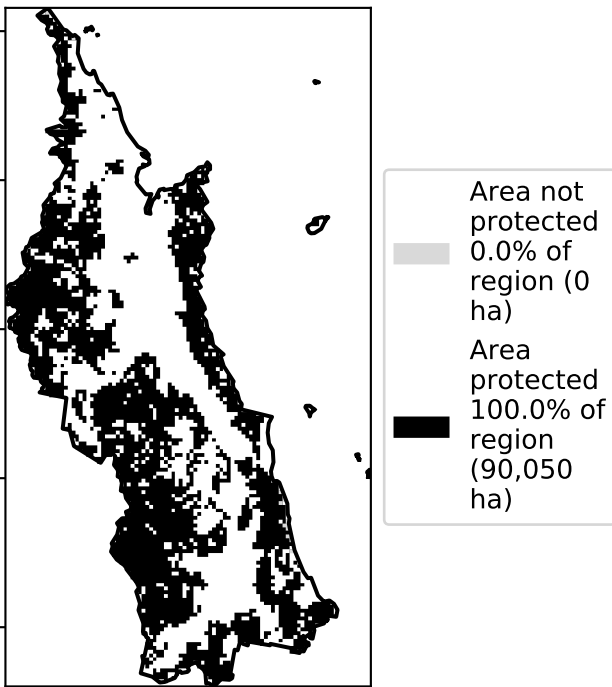 Area not
protected
0.0% of
region (0
ha)
Area
protected
100.0% of
region
(90,050
ha)